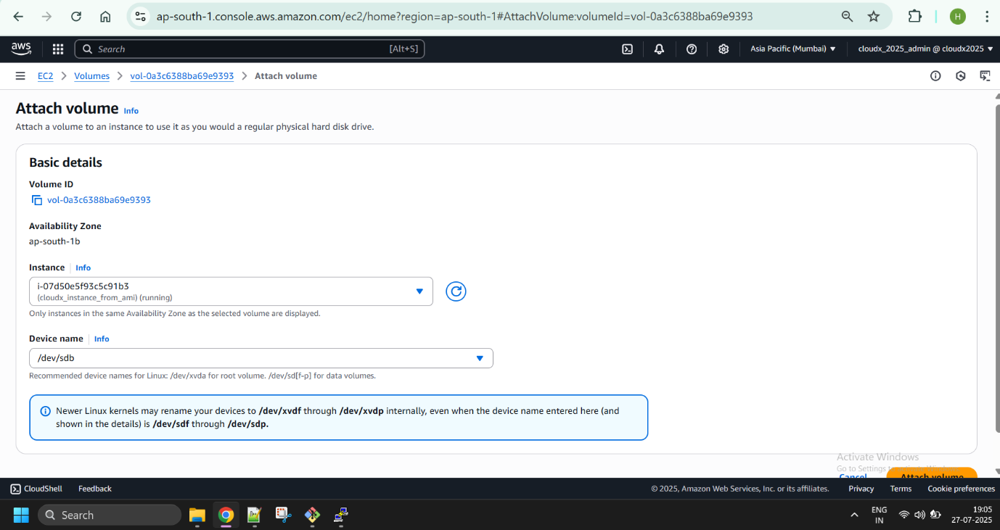 ap-south-1.console.aws.amazon.com/ec2/home?region=ap-south-1#AttachVolume:volumeId=vol-0a3c6388ba69e9393
H
aws
Search [Alt+S]
Asia Pacific (Mumbai)
cloudx_2025_admin @ cloudx2025
EC2 > Volumes > vol-0a3c6388ba69e9393 > Attach volume
Attach volume Info
Attach a volume to an instance to use it as you would a regular physical hard disk drive.
Basic details
Volume ID
vol-0a3c6388ba69e9393
Availability Zone
ap-south-1b
Instance Info
i-07d50e5f93c5c91b3
(cloudx_instance_from_ami) (running)
Only instances in the same Availability Zone as the selected volume are displayed.
Device name Info
/dev/sdb
Recommended device names for Linux: /dev/xvda for root volume. /dev/sd[f-p] for data volumes.
Newer Linux kernels may rename your devices to /dev/xvdf through /dev/xvdp internally, even when the device name entered here (and
shown in the details) is /dev/sdf through /dev/sdp.
Activate Windows
Go to Settings
Cancel
Attach volume
CloudShell Feedback
© 2025, Amazon Web Services, Inc. or its affiliates. Privacy Terms Cookie preferences
Search
ENG
IN
19:05
27-07-2025